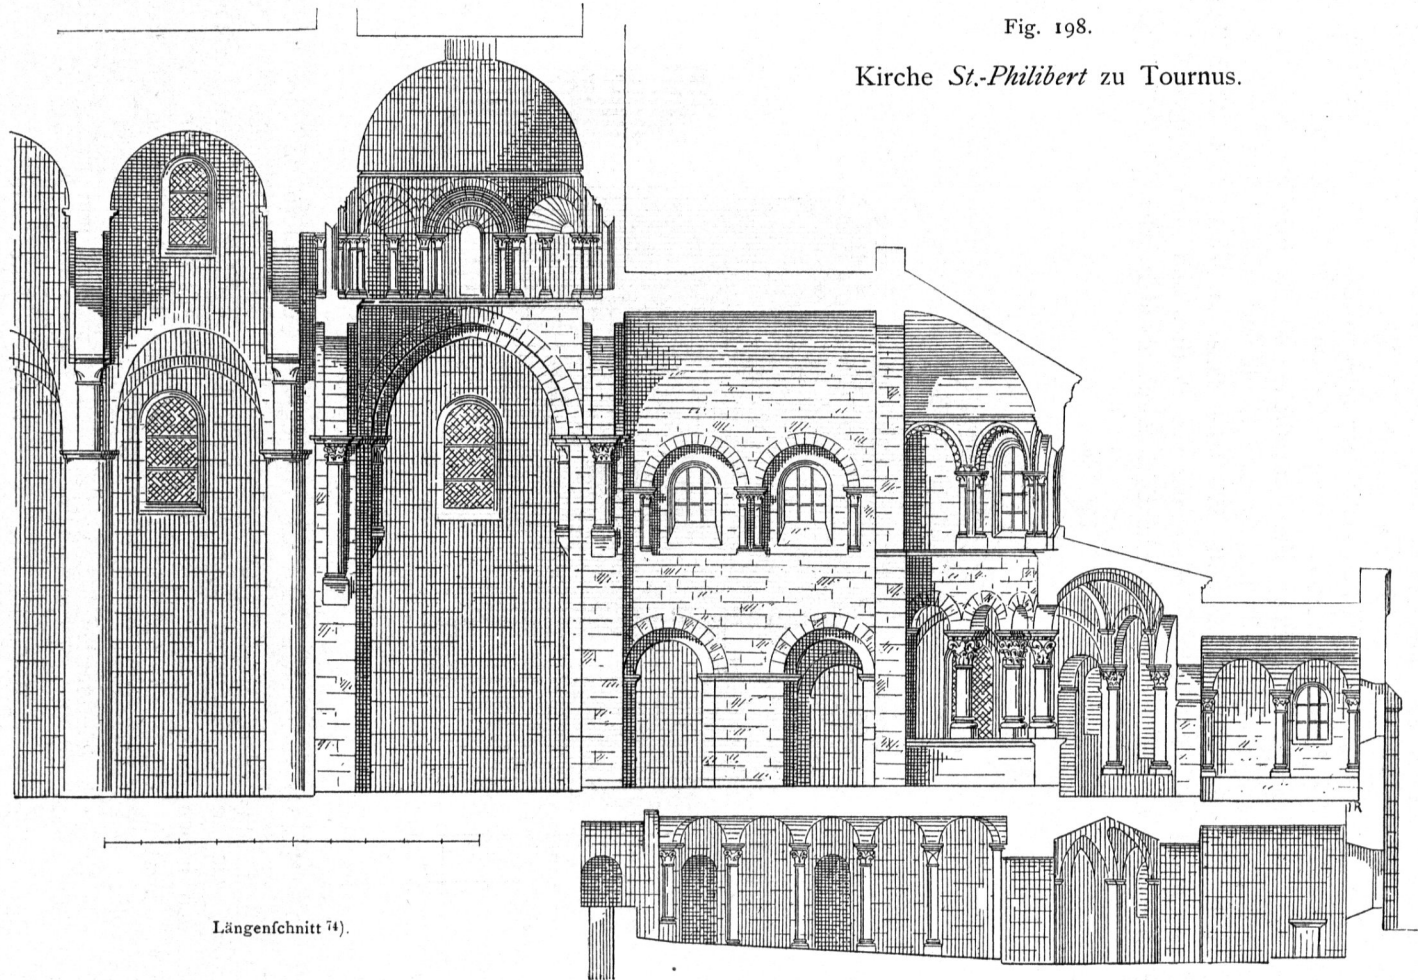 Fig. 198.
Kirche St.-Philibert zu Tournus.
Längenſchnitt 74).